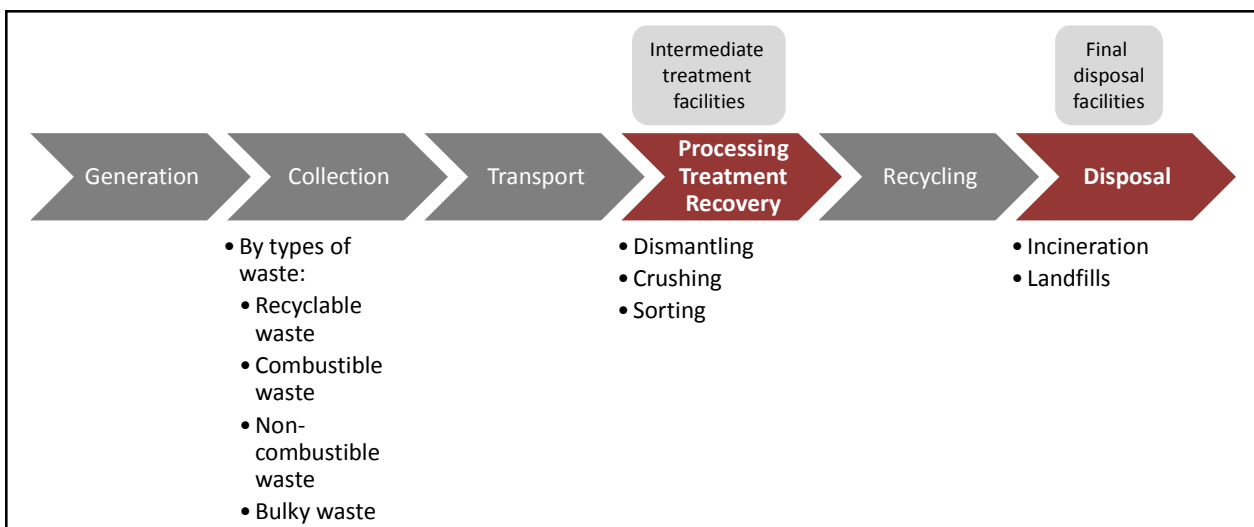 Intermediate
treatment
facilities
Final
disposal
facilities
Generation
Collection
Transport
Processing
Treatment
Recovery
Recycling
Disposal
• By types of
waste:
• Recyclable
waste
• Combustible
waste
• Non-
combustible
waste
• Bulky waste
• Dismantling
• Crushing
• Sorting
• Incineration
• Landfills